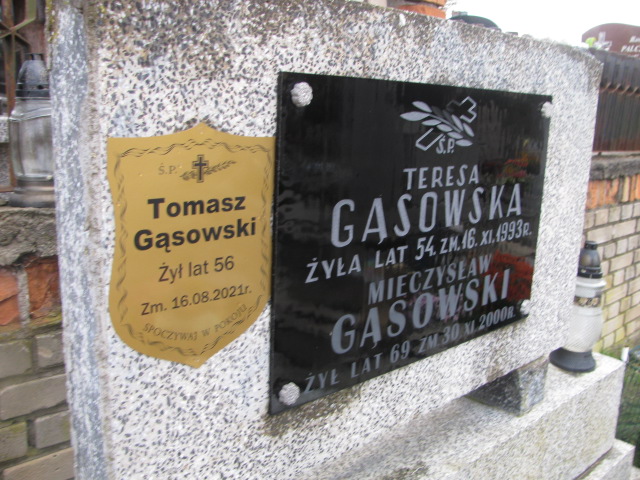 Ś.P.
Tomasz
Gąsowski
Żył lat 56
Zm. 16.08.2021r.
SPOCZYWAJ W POKOJU
Ś.P.
TERESA
GĄSOWSKA
ŻYŁA LAT 54. ZM. 16. XI. 1993r.
MIECZYSŁAW
GĄSOWSKI
ŻYŁ LAT 69 ZM 30 XI 2000r.